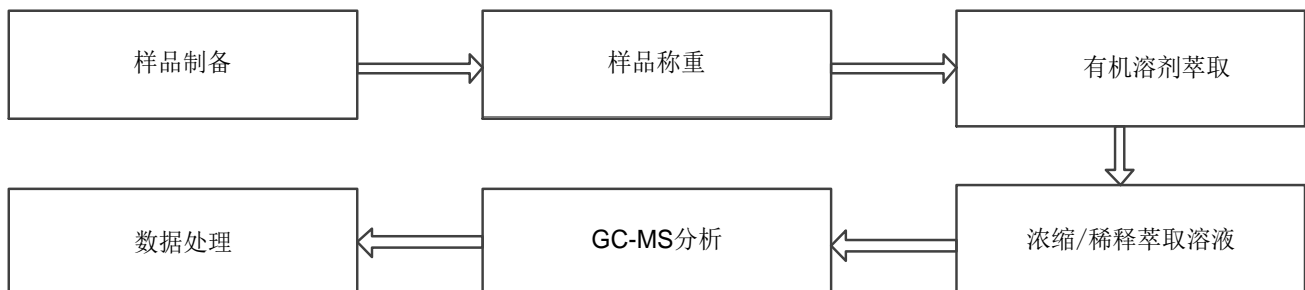 样品制备
样品称重
有机溶剂萃取
浓缩/稀释萃取溶液
GC-MS分析
数据处理